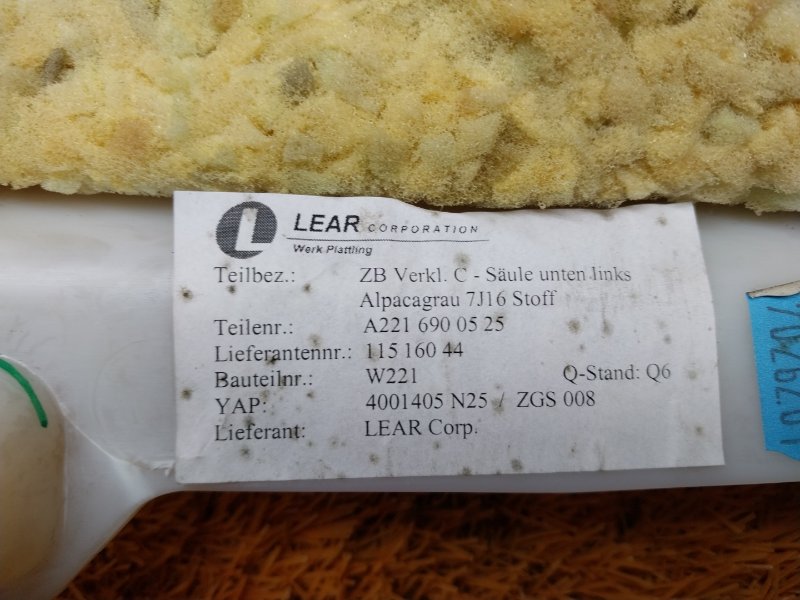 L
LEAR CORPORATION
Werk Plattling
Teilbez.: ZB Verkl. C - Säule unten links
Alpacagrau 7J16 Stoff
Teilenr.: A221 690 05 25
Lieferantennr.: 115 160 44
Bauteilnr.: W221 Q-Stand: Q6
YAP: 4001405 N25 / ZGS 008
Lieferant: LEAR Corp.